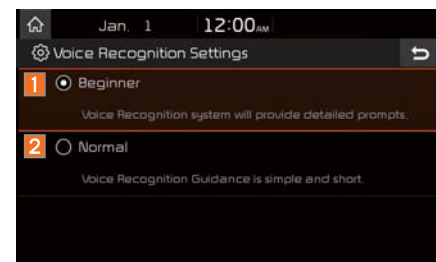 Jan. 1 12:00AM
Voice Recognition Settings
1 Beginner
Voice Recognition system will provide detailed prompts.
2 Normal
Voice Recognition Guidance is simple and short.